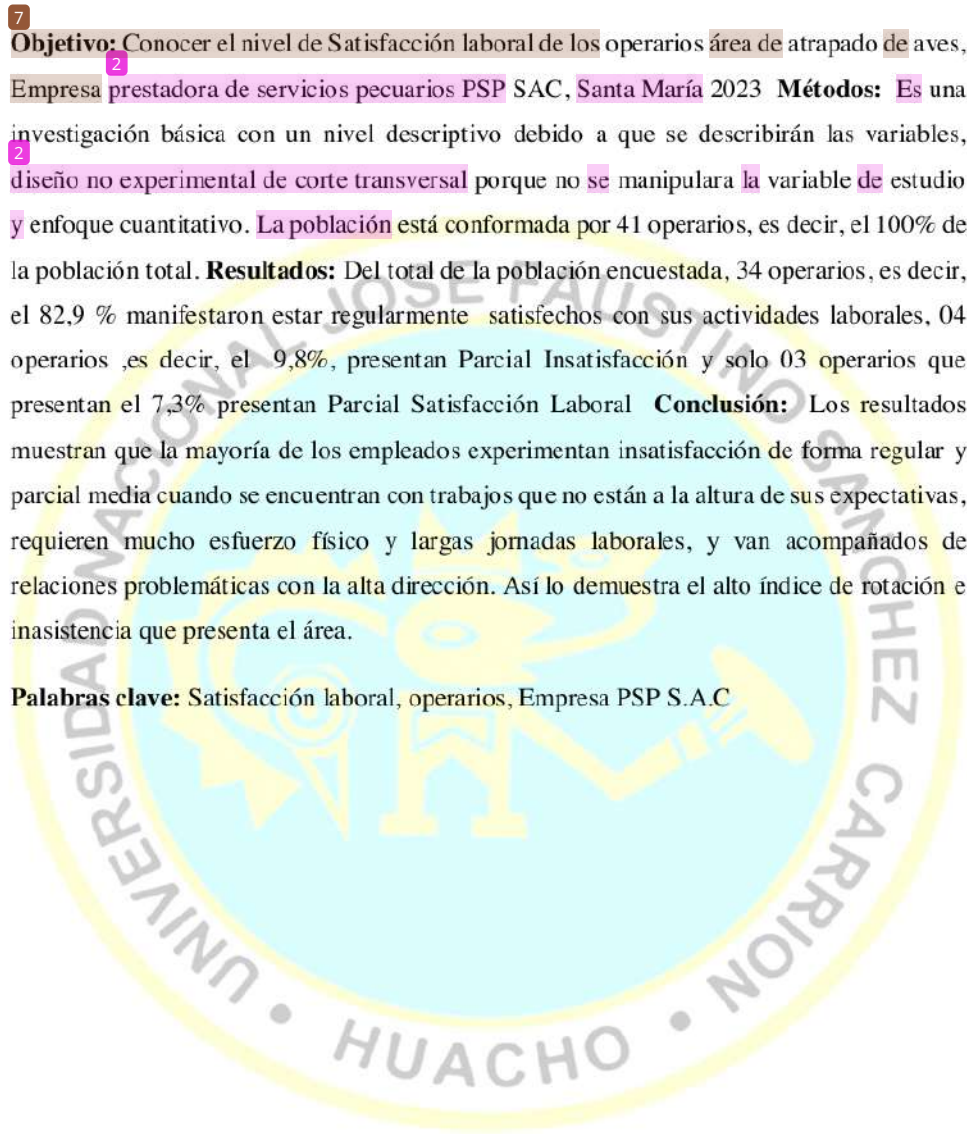 7
Objetivo: Conocer el nivel de Satisfacción laboral de los operarios área de atrapado de aves,
2
Empresa prestadora de servicios pecuarios PSP SAC, Santa María 2023 Métodos: Es una
investigación básica con un nivel descriptivo debido a que se describirán las variables,
2
diseño no experimental de corte transversal porque no se manipulara la variable de estudio
y enfoque cuantitativo. La población está conformada por 41 operarios, es decir, el 100% de
la población total. Resultados: Del total de la población encuestada, 34 operarios, es decir,
el 82,9 % manifestaron estar regularmente satisfechos con sus actividades laborales, 04
operarios ,es decir, el 9,8%, presentan Parcial Insatisfacción y solo 03 operarios que
presentan el 7,3% presentan Parcial Satisfacción Laboral Conclusión: Los resultados
muestran que la mayoría de los empleados experimentan insatisfacción de forma regular y
parcial media cuando se encuentran con trabajos que no están a la altura de sus expectativas,
requieren mucho esfuerzo físico y largas jornadas laborales, y van acompañados de
relaciones problemáticas con la alta dirección. Así lo demuestra el alto índice de rotación e
inasistencia que presenta el área.
Palabras clave: Satisfacción laboral, operarios, Empresa PSP S.A.C
UNIVERSIDAD NACIONAL JOSE FAUSTINO SANCHEZ CARRION • HUACHO •